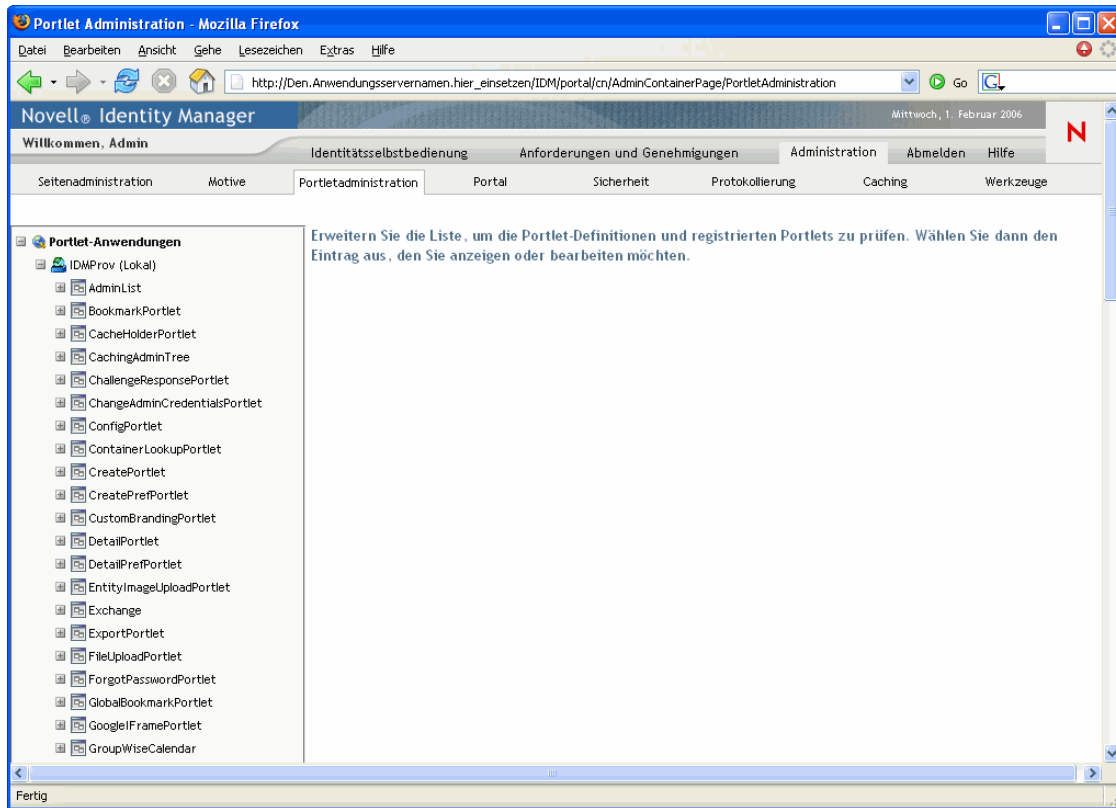 Portlet Administration - Mozilla Firefox
Datei Bearbeiten Ansicht Gehe Lesezeichen Extras Hilfe
http://Den.Anwendungsservernamen.hier_einsetzen/IDM/portal/cn/AdminContainerPage/PortletAdministration Go G
Novell® Identity Manager Mittwoch, 1. Februar 2006
N
Willkommen, Admin
Identitätsselbstbedienung Anforderungen und Genehmigungen Administration Abmelden Hilfe
Seitenadministration Motive Portletadministration Portal Sicherheit Protokollierung Caching Werkzeuge
Portlet-Anwendungen
IDMProv (Lokal)
AdminList
BookmarkPortlet
CacheHolderPortlet
CachingAdminTree
ChallengeResponsePortlet
ChangeAdminCredentialsPortlet
ConfigPortlet
ContainerLookupPortlet
CreatePortlet
CreatePrefPortlet
CustomBrandingPortlet
DetailPortlet
DetailPrefPortlet
EntityImageUploadPortlet
Exchange
ExportPortlet
FileUploadPortlet
ForgotPasswordPortlet
GlobalBookmarkPortlet
GoogleIFramePortlet
GroupWiseCalendar
Erweitern Sie die Liste, um die Portlet-Definitionen und registrierten Portlets zu prüfen. Wählen Sie dann den
Eintrag aus, den Sie anzeigen oder bearbeiten möchten.
Fertig